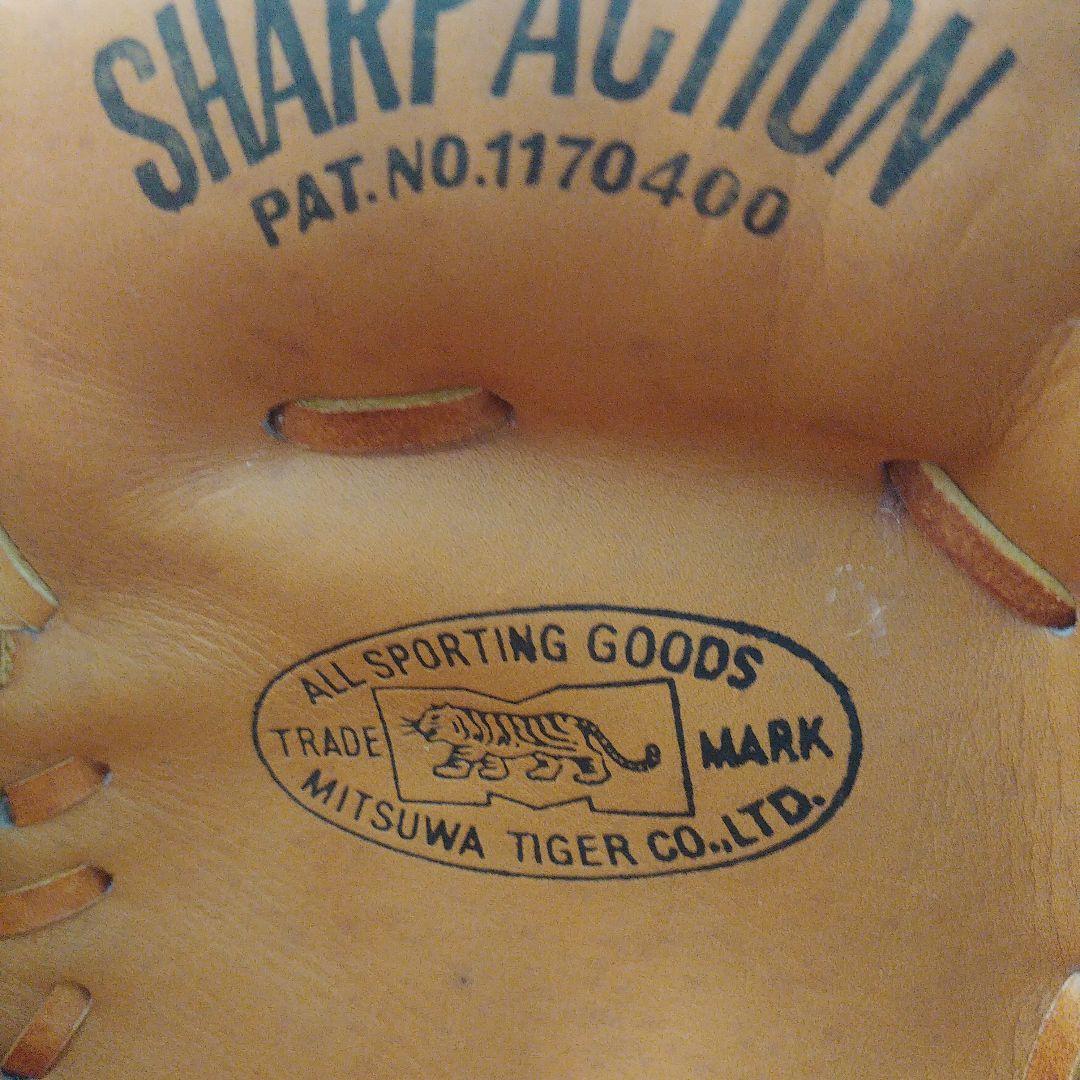 SHARP ACTION
PAT.NO.1170400
ALL SPORTING GOODS
TRADE MARK
MITSUWA TIGER CO.,LTD.